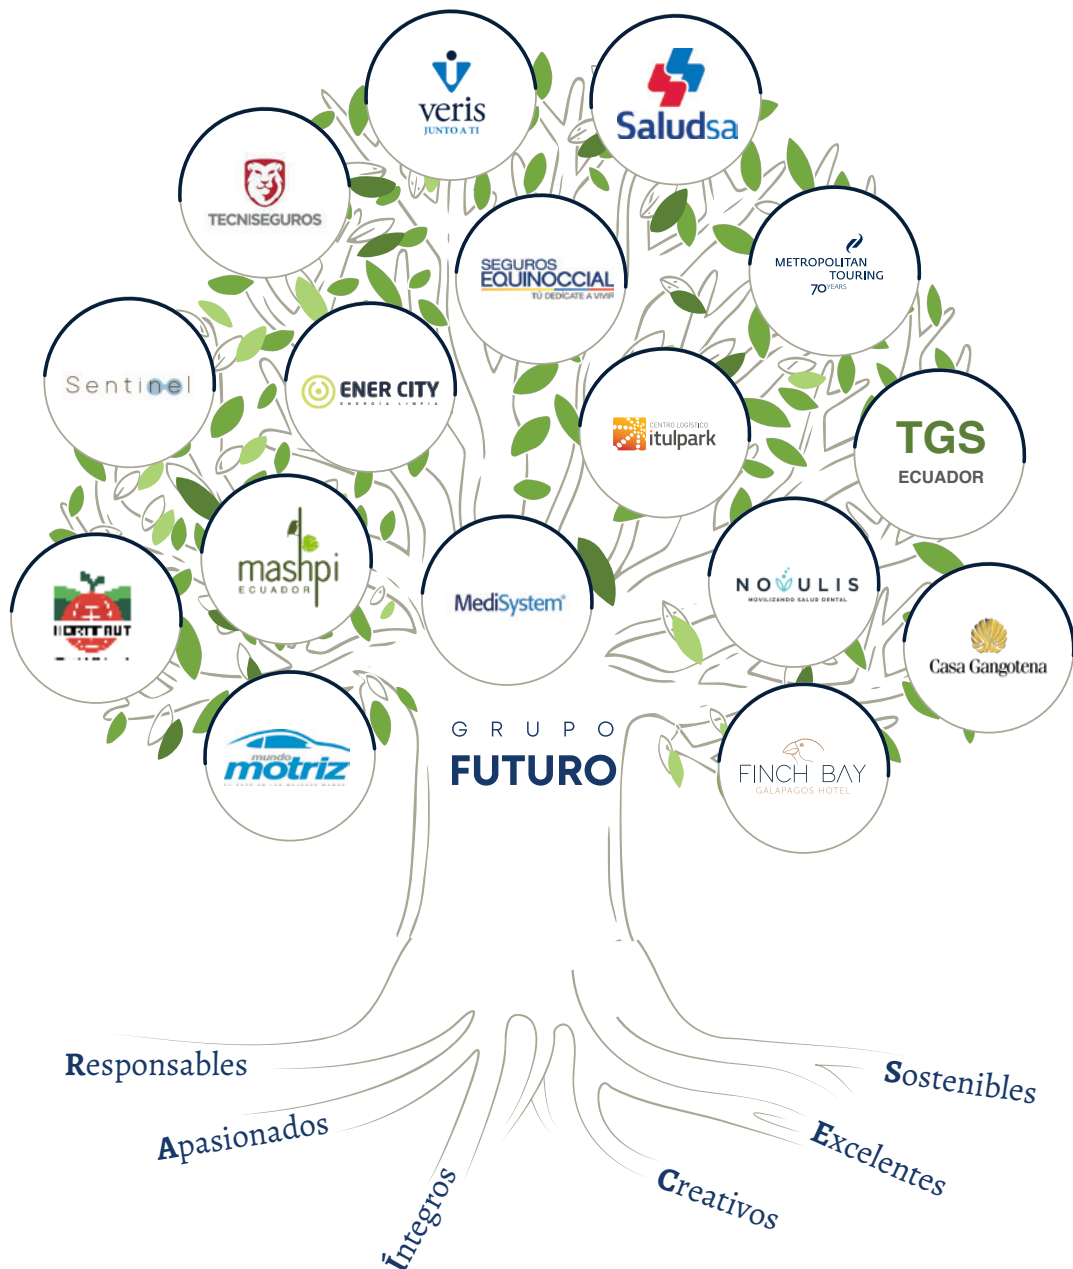 veris
JUNTO A TI
Saludsa
TECNISEGUROS
SEGUROS
EQUINOCCIAL
TÚ DEDÍCATE A VIVIR
METROPOLITAN
TOURING
70 YEARS
Sentinel
ENER CITY
ENERGÍA LIMPIA
CENTRO LOGÍSTICO
itulpark
TGS
ECUADOR
mashpi
ECUADOR
MediSystem®
NOVULIS
MOVILIZANDO SALUD DENTAL
Casa Gangotena
mundo
motriz
GRUPO
FUTURO
FINCH BAY
GALAPAGOS HOTEL
Responsables
Apasionados
Íntegros
Creativos
Excelentes
Sostenibles